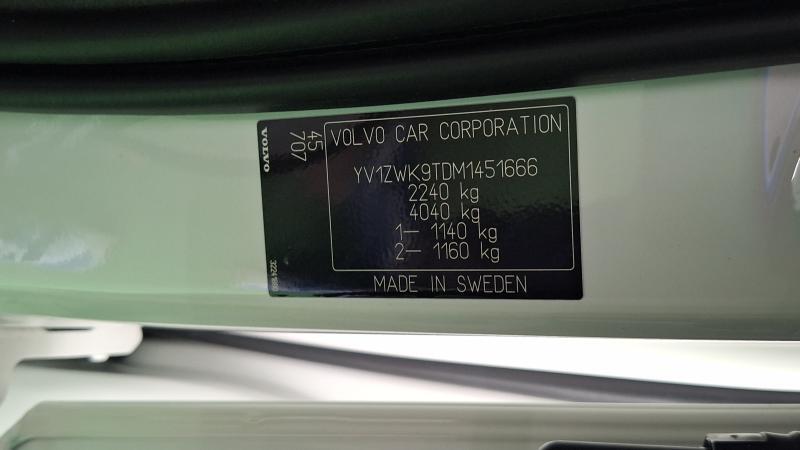 VOLVO
45
707
VOLVO CAR CORPORATION
YV1ZWK9TDM1451666
2240 kg
4040 kg
1— 1140 kg
2— 1160 kg
MADE IN SWEDEN